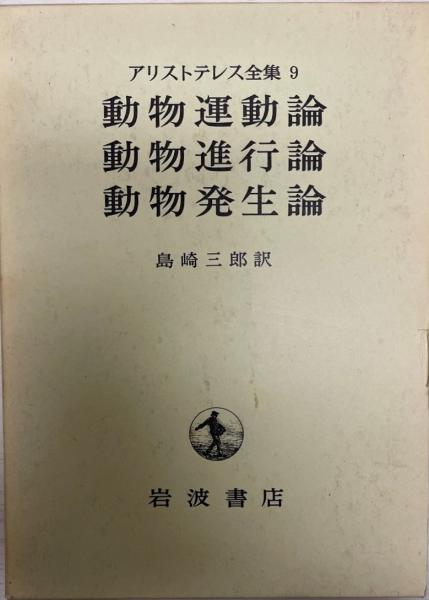 アリストテレス全集 9
動物運動論
動物進行論
動物発生論
島崎三郎訳
岩波書店